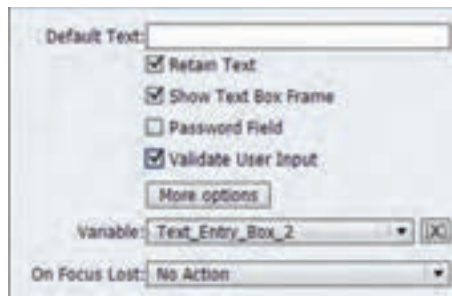 Default Text:
Retain Text
Show Text Box Frame
Password Field
Validate User Input
More options
Variable: Text_Entry_Box_2 [X]
On Focus Lost: No Action